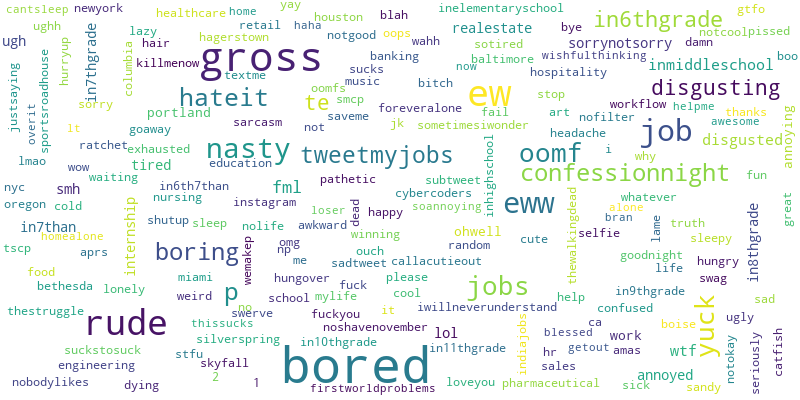 cantsleep
newyork
yay
blah
inelementaryschool
gtfo
healthcare
home
houston
in6thgrade
ughh
hairy
lazy
retail
haha
notgood
oops
realestate
bye
notcoolpissed
ugh
hurryup
in7thgrade
columbia
hair
hagerstown
gross
banking
wahh
sotired
sorrynotsorry
damn
killmenow
textme
sucks
now
baltimore
wishfulthinking
boo
justsaying
overit
sportsroadhouse
music
bitch
hospitality
inmiddleschool
hateit
oomfs
ew
disgusting
sorry
te
smcp
foreveralone
stop
workflow
helpme
portland
saveme
fail
art
nofilter
thanks
lt
goaway
sarcasm
not
jk
sometimesiwonder
job
awesome
annoying
ratchet
exhausted
nasty
tweetmyjobs
inhighschool
headache
i
disgusted
lmao
wow
tired
education
oomf
why
waiting
pathetic
subtweet
confessionnight
fun
nyc
smh
in6th7than
fml
cybercoders
thewalkingdead
whatever
oregon
cold
nursing
instagram
loser
dead
happy
soannoying
eww
alone
great
in7than
internship
shutup
sleep
nolife
awkward
winning
ohwell
bran
lame
truth
in8thgrade
homealone
boring
wemakep
omg
np
ouch
random
cute
selfie
sleepy
tscp
aprs
me
sadtweet
callacutieout
goodnight
food
miami
hungover
please
life
hungry
bethesda
lonely
weird
p
school
mylife
fuck
cool
jobs
help
in9thgrade
swag
sad
thestruggle
rude
swerve
no
fuckyou
it
iwillneverunderstand
confused
yuck
thissucks
noshavenovember
indiajobs
ca
boise
ugly
silverspring
in10thgrade
lol
blessed
work
notokay
seriously
catfish
suckstosuck
stfu
bored
in11thgrade
hr
getout
amas
wtf
engineering
skyfall
sales
nobodylikes
dying
2
1
firstworldproblems
loveyou
pharmaceutical
sick
annoyed
sandy